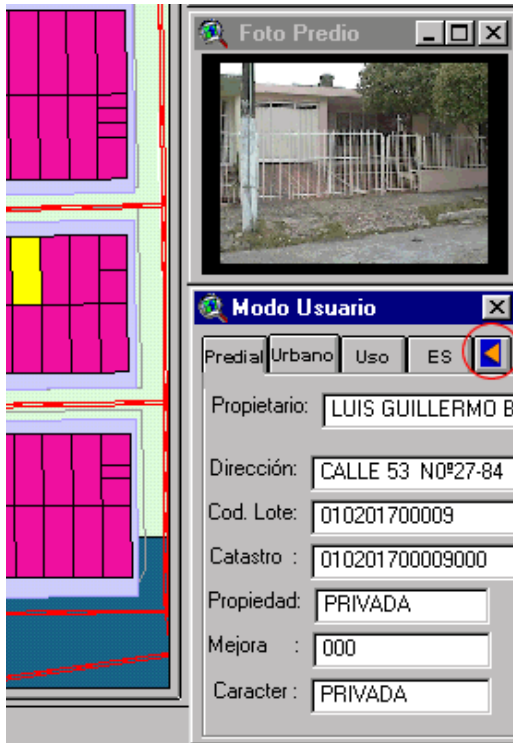 Foto Predio
Modo Usuario
Predial Urbano Uso ES
Propietario: LUIS GUILLERMO B
Dirección: CALLE 53 Nº27-84
Cod. Lote: 010201700009
Catastro : 010201700009000
Propiedad: PRIVADA
Mejora : 000
Caracter : PRIVADA